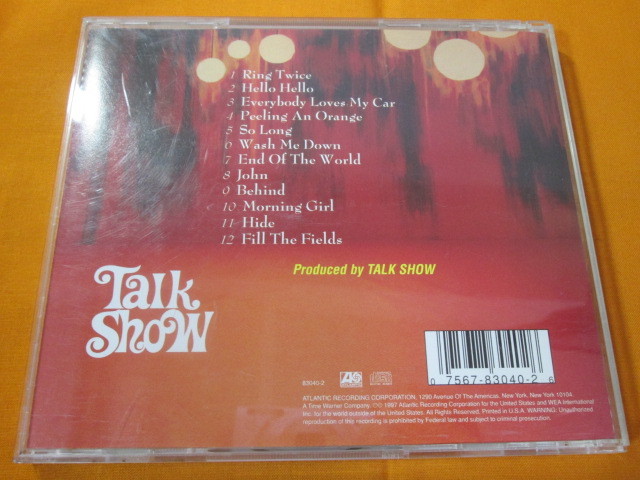 1 Ring Twice
2 Hello Hello
3 Everybody Loves My Car
4 Peeling An Orange
5 So Long
6 Wash Me Down
7 End Of The World
8 John
9 Behind
10 Morning Girl
11 Hide
12 Fill The Fields
Produced by TALK SHOW
Talk
Show
0 7567-83040-2 6
83040-2
ATLANTIC RECORDING CORPORATION, 1290 Avenue Of The Americas, New York, New York 10104.
A Time Warner Company. ©℗ 1997 Atlantic Recording Corporation for the United States and WEA International
Inc. for the world outside of the United States. All Rights Reserved. Printed in U.S.A. WARNING: Unauthorized
reproduction of this recording is prohibited by Federal law and subject to criminal prosecution.